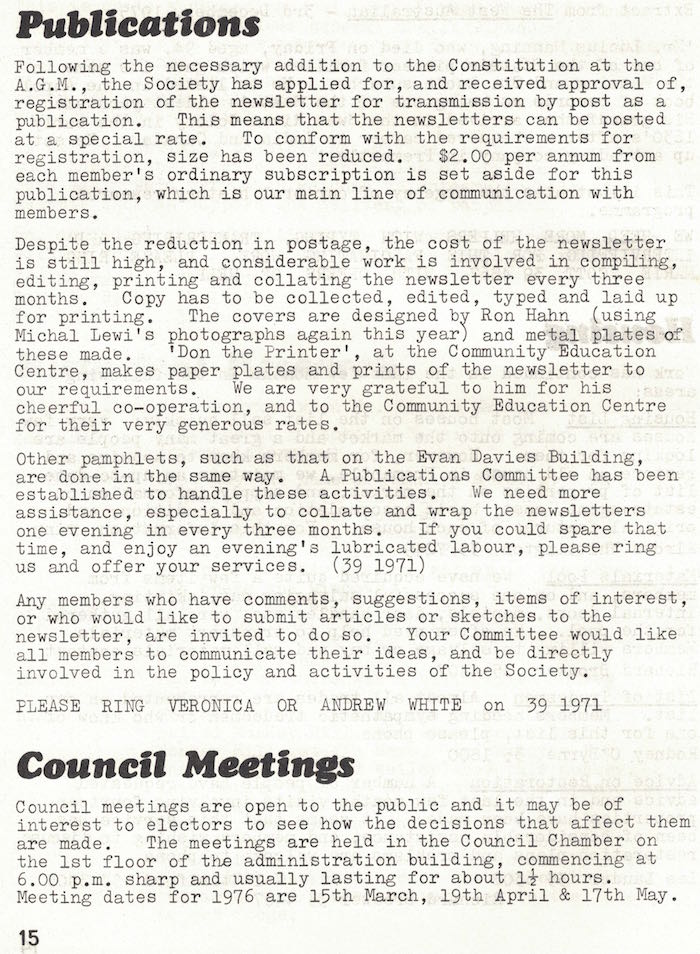 Publications
Following the necessary addition to the Constitution at the
A.G.M., the Society has applied for, and received approval of,
registration of the newsletter for transmission by post as a
publication. This means that the newsletters can be posted
at a special rate. To conform with the requirements for
registration, size has been reduced. $2.00 per annum from
each member's ordinary subscription is set aside for this
publication, which is our main line of communication with
members.
Despite the reduction in postage, the cost of the newsletter
is still high, and considerable work is involved in compiling,
editing, printing and collating the newsletter every three
months. Copy has to be collected, edited, typed and laid up
for printing. The covers are designed by Ron Hahn (using
Michal Lewi's photographs again this year) and metal plates of
these made. 'Don the Printer', at the Community Education
Centre, makes paper plates and prints of the newsletter to
our requirements. We are very grateful to him for his
cheerful co-operation, and to the Community Education Centre
for their very generous rates.
Other pamphlets, such as that on the Evan Davies Building,
are done in the same way. A Publications Committee has been
established to handle these activities. We need more
assistance, especially to collate and wrap the newsletters
one evening in every three months. If you could spare that
time, and enjoy an evening's lubricated labour, please ring
us and offer your services. (39 1971)
Any members who have comments, suggestions, items of interest,
or who would like to submit articles or sketches to the
newsletter, are invited to do so. Your Committee would like
all members to communicate their ideas, and be directly
involved in the policy and activities of the Society.
PLEASE RING VERONICA OR ANDREW WHITE on 39 1971
Council Meetings
Council meetings are open to the public and it may be of
interest to electors to see how the decisions that affect them
are made. The meetings are held in the Council Chamber on
the 1st floor of the administration building, commencing at
6.00 p.m. sharp and usually lasting for about 1½ hours.
Meeting dates for 1976 are 15th March, 19th April & 17th May.
15